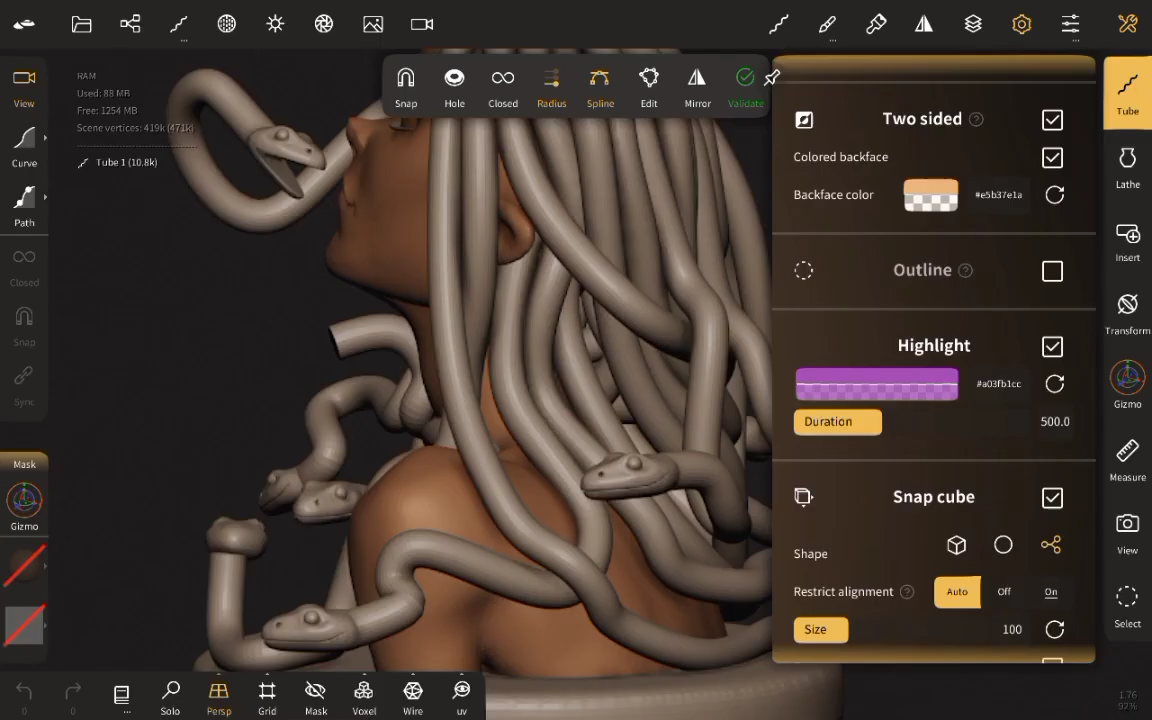 RAM
Used: 88 MB
Free: 1254 MB
Scene vertices: 419k (471k)
Tube 1 (10.8k)
View
Curve
Path
Closed
Snap
Sync
Mask
Gizmo
Snap
Hole
Closed
Radius
Spline
Edit
Mirror
Validate
Two sided ?
Colored backface
Backface color #e5b37e1a
Outline ?
Highlight
#a03fb1cc
Duration 500.0
Snap cube
Shape
Restrict alignment ? Auto Off On
Size 100
Tube
Lathe
Insert
Transform
Gizmo
Measure
View
Select
0
0
...
Solo
Persp
Grid
Mask
Voxel
Wire
uv
1.76
92%